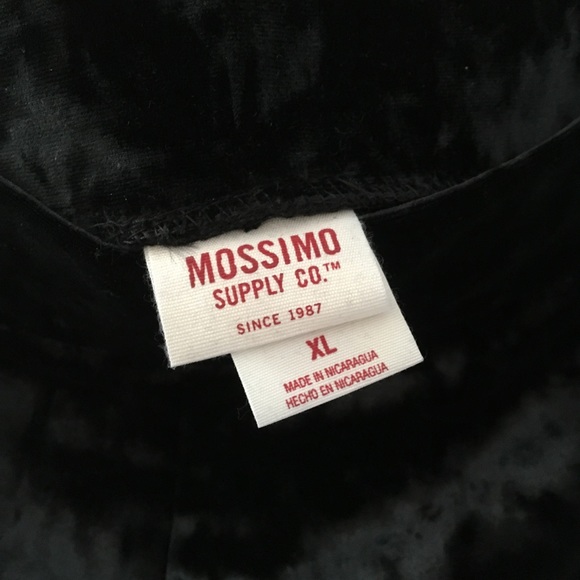 MOSSIMO
SUPPLY CO.™
SINCE 1987
XL
MADE IN NICARAGUA
HECHO EN NICARAGUA